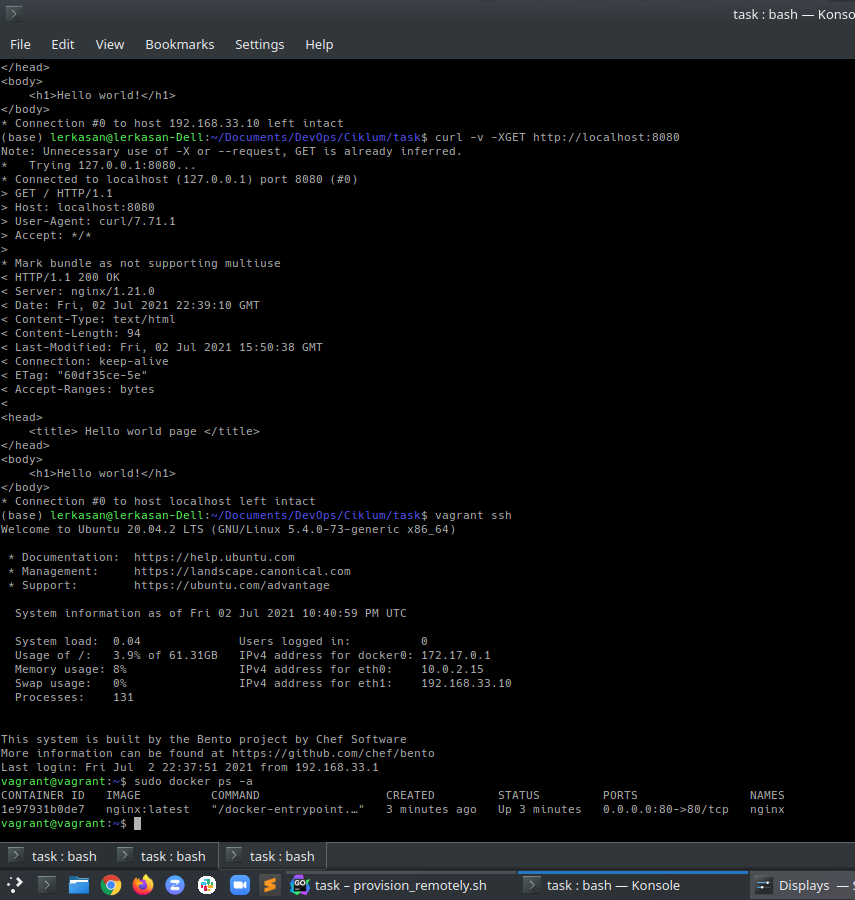 task : bash — Konso
File Edit View Bookmarks Settings Help
</head>
<body>
    <h1>Hello world!</h1>
</body>
* Connection #0 to host 192.168.33.10 left intact
(base) lerkasan@lerkasan-Dell:~/Documents/DevOps/Ciklum/task$ curl -v -XGET http://localhost:8080
Note: Unnecessary use of -X or --request, GET is already inferred.
*   Trying 127.0.0.1:8080...
* Connected to localhost (127.0.0.1) port 8080 (#0)
> GET / HTTP/1.1
> Host: localhost:8080
> User-Agent: curl/7.71.1
> Accept: */*
>
* Mark bundle as not supporting multiuse
< HTTP/1.1 200 OK
< Server: nginx/1.21.0
< Date: Fri, 02 Jul 2021 22:39:10 GMT
< Content-Type: text/html
< Content-Length: 94
< Last-Modified: Fri, 02 Jul 2021 15:50:38 GMT
< Connection: keep-alive
< ETag: "60df35ce-5e"
< Accept-Ranges: bytes
<
<head>
    <title> Hello world page </title>
</head>
<body>
    <h1>Hello world!</h1>
</body>
* Connection #0 to host localhost left intact
(base) lerkasan@lerkasan-Dell:~/Documents/DevOps/Ciklum/task$ vagrant ssh
Welcome to Ubuntu 20.04.2 LTS (GNU/Linux 5.4.0-73-generic x86_64)

 * Documentation:  https://help.ubuntu.com
 * Management:     https://landscape.canonical.com
 * Support:        https://ubuntu.com/advantage

  System information as of Fri 02 Jul 2021 10:40:59 PM UTC

  System load:  0.04              Users logged in:          0
  Usage of /:   3.9% of 61.31GB   IPv4 address for docker0: 172.17.0.1
  Memory usage: 8%                IPv4 address for eth0:    10.0.2.15
  Swap usage:   0%                IPv4 address for eth1:    192.168.33.10
  Processes:    131

This system is built by the Bento project by Chef Software
More information can be found at https://github.com/chef/bento
Last login: Fri Jul  2 22:37:51 2021 from 192.168.33.1
vagrant@vagrant:~$ sudo docker ps -a
CONTAINER ID   IMAGE          COMMAND                  CREATED         STATUS         PORTS                NAMES
1e97931b0de7   nginx:latest   "/docker-entrypoint.…"   3 minutes ago   Up 3 minutes   0.0.0.0:80->80/tcp   nginx
vagrant@vagrant:~$
task : bash task : bash task : bash
task – provision_remotely.sh task : bash — Konsole Displays — S